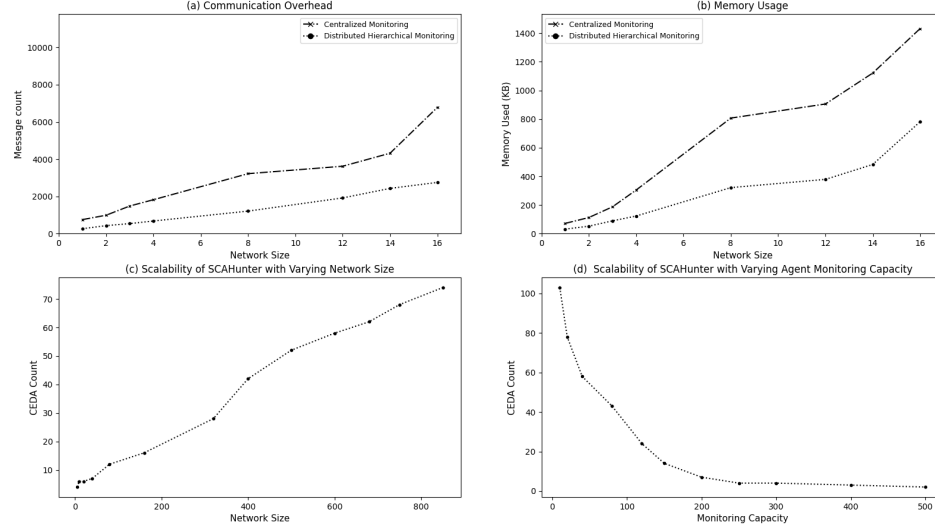 (a) Communication Overhead
Centralized Monitoring
Distributed Hierarchical Monitoring
10000
8000
6000
4000
2000
0
Message count
0 2 4 6 8 10 12 14 16
Network Size
(b) Memory Usage
Centralized Monitoring
Distributed Hierarchical Monitoring
1400
1200
1000
800
600
400
200
0
Memory Used (KB)
0 2 4 6 8 10 12 14 16
Network Size
(c) Scalability of SCAHunter with Varying Network Size
70
60
50
40
30
20
10
CEDA Count
0 200 400 600 800
Network Size
(d) Scalability of SCAHunter with Varying Agent Monitoring Capacity
100
80
60
40
20
0
CEDA Count
0 100 200 300 400 500
Monitoring Capacity